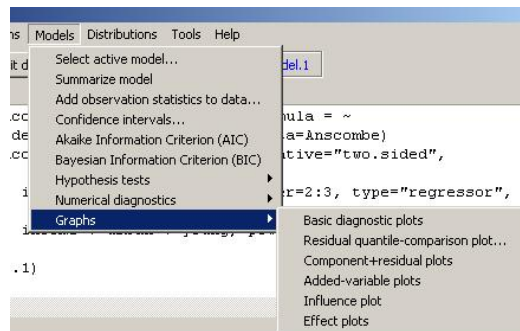 Models Distributions Tools Help
Select active model...
Summarize model
Add observation statistics to data...
Confidence intervals...
Akaike Information Criterion (AIC)
Bayesian Information Criterion (BIC)
Hypothesis tests
Numerical diagnostics
Graphs
Basic diagnostic plots
Residual quantile-comparison plot...
Component+residual plots
Added-variable plots
Influence plot
Effect plots
del.1
mula = ~
a=Anscombe)
ative="two.sided",
er=2:3, type="regressor",
.1)